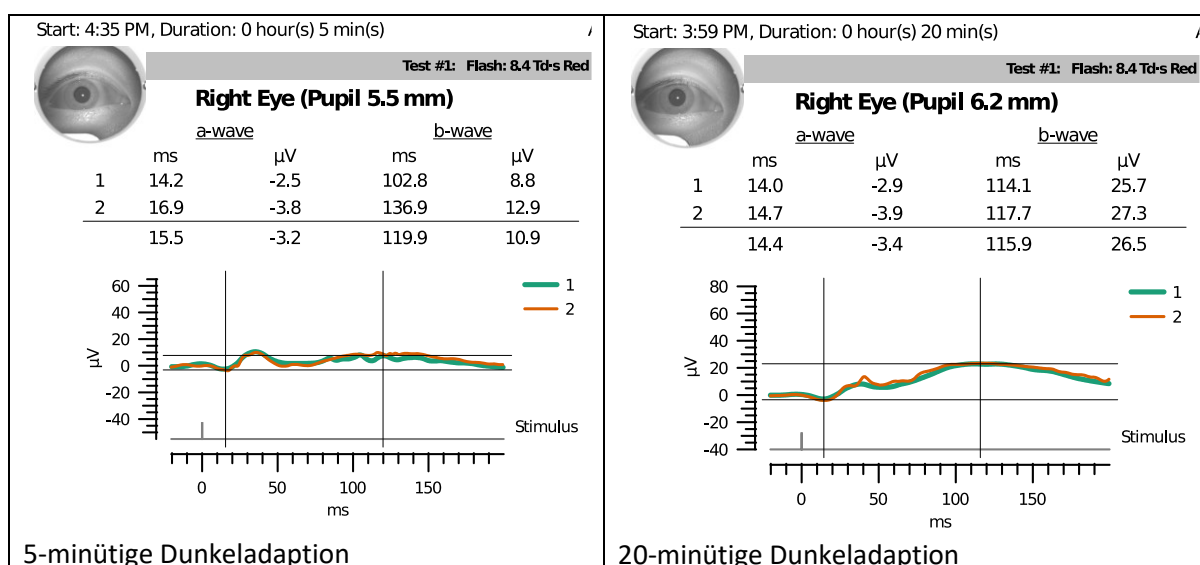 Start: 4:35 PM, Duration: 0 hour(s) 5 min(s)
Test #1: Flash: 8.4 Td·s Red
Right Eye (Pupil 5.5 mm)
a-wave b-wave
ms µV ms µV
1 14.2 -2.5 102.8 8.8
2 16.9 -3.8 136.9 12.9
15.5 -3.2 119.9 10.9
60
40
20
0
-20
-40
µV
1
2
Stimulus
0 50 100 150
ms
5-minütige Dunkeladaption
Start: 3:59 PM, Duration: 0 hour(s) 20 min(s)
Test #1: Flash: 8.4 Td·s Red
Right Eye (Pupil 6.2 mm)
a-wave b-wave
ms µV ms µV
1 14.0 -2.9 114.1 25.7
2 14.7 -3.9 117.7 27.3
14.4 -3.4 115.9 26.5
80
60
40
20
0
-20
-40
µV
1
2
Stimulus
0 50 100 150
ms
20-minütige Dunkeladaption